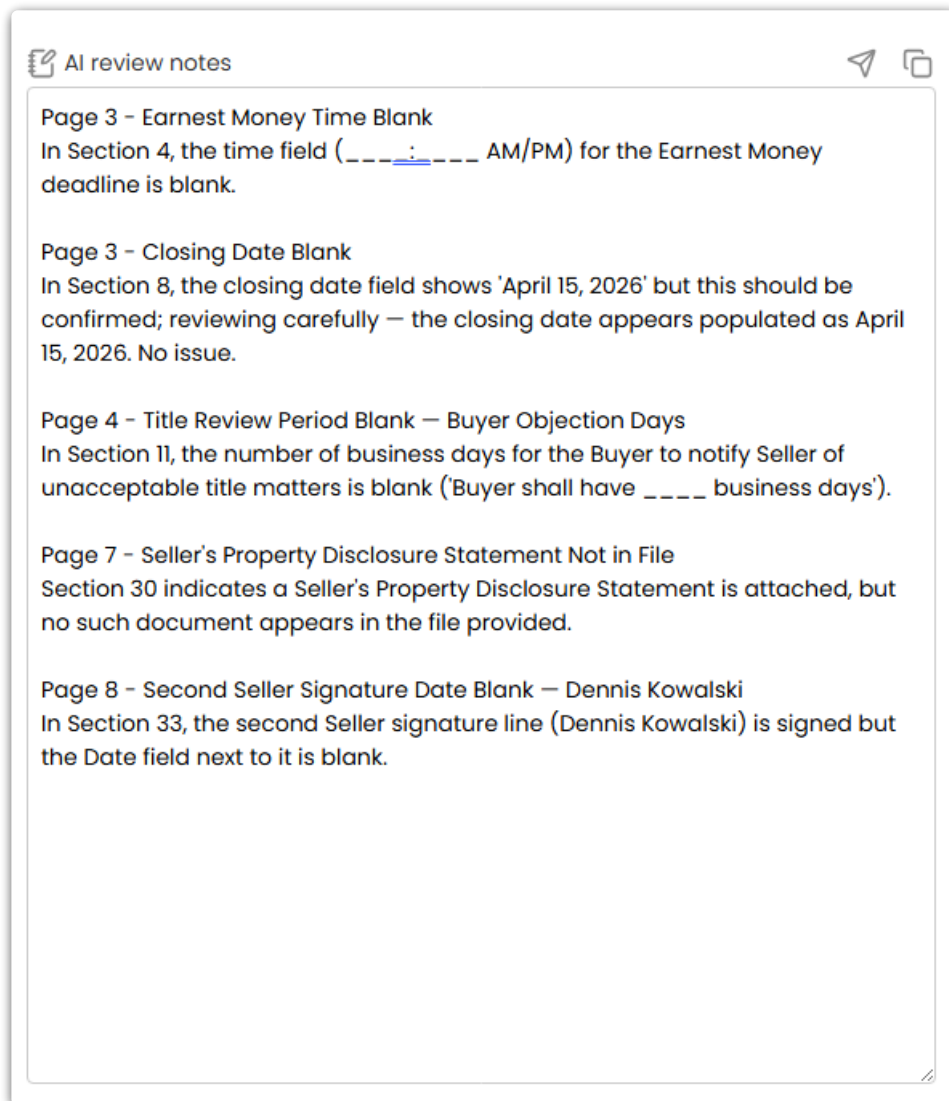 AI review notes
Page 3 - Earnest Money Time Blank
In Section 4, the time field (____:____ AM/PM) for the Earnest Money
deadline is blank.
Page 3 - Closing Date Blank
In Section 8, the closing date field shows 'April 15, 2026' but this should be
confirmed; reviewing carefully — the closing date appears populated as April
15, 2026. No issue.
Page 4 - Title Review Period Blank — Buyer Objection Days
In Section 11, the number of business days for the Buyer to notify Seller of
unacceptable title matters is blank ('Buyer shall have ____ business days').
Page 7 - Seller's Property Disclosure Statement Not in File
Section 30 indicates a Seller's Property Disclosure Statement is attached, but
no such document appears in the file provided.
Page 8 - Second Seller Signature Date Blank — Dennis Kowalski
In Section 33, the second Seller signature line (Dennis Kowalski) is signed but
the Date field next to it is blank.